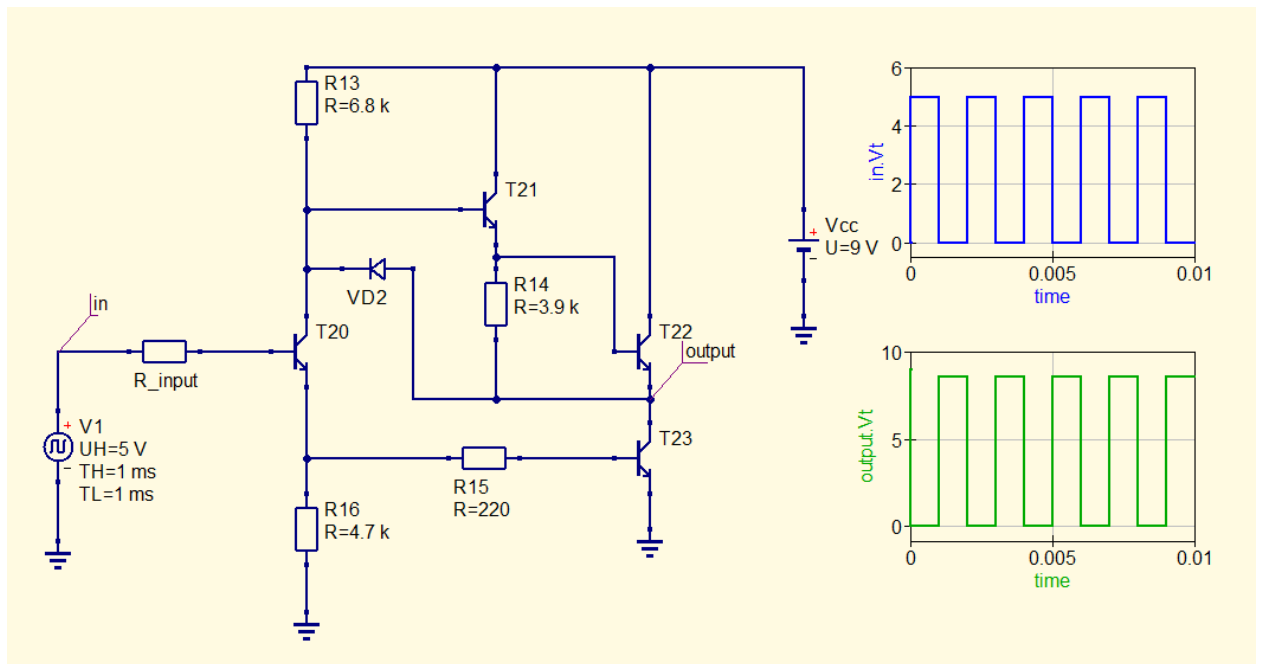 R13
R=6.8 k
T21
Vcc
U=9 V
+
−
R14
R=3.9 k
VD2
in
T20
T22
output
R_input
V1
UH=5 V
TH=1 ms
TL=1 ms
+
−
T23
R15
R=220
R16
R=4.7 k
in.Vt
6
4
2
0
0
0.005
0.01
time
output.Vt
10
5
0
0
0.005
0.01
time